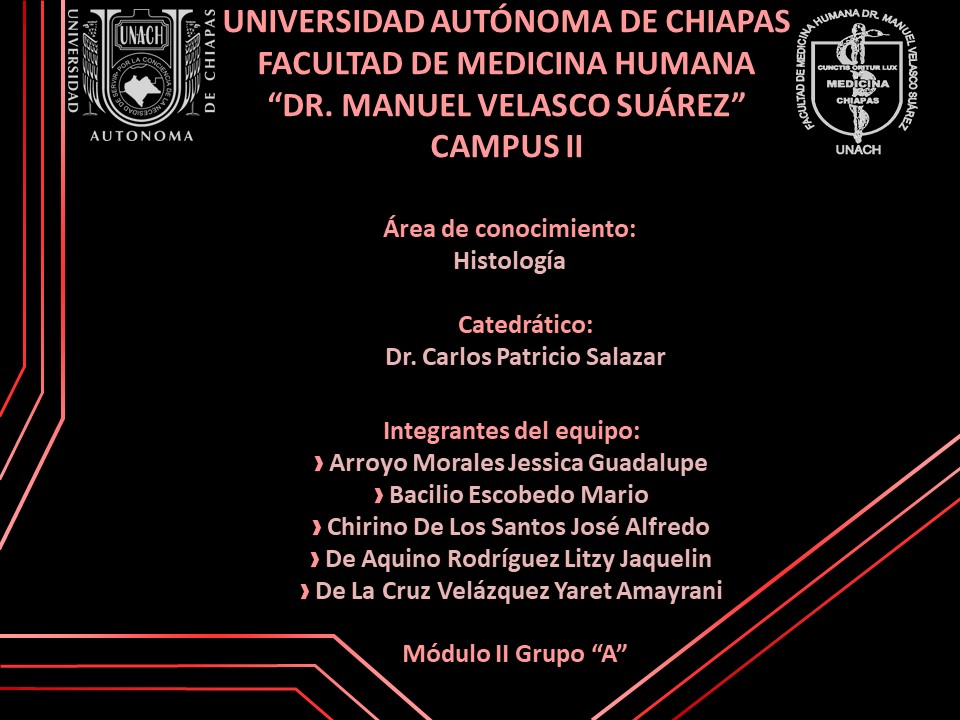 UNIVERSIDAD AUTÓNOMA DE CHIAPAS
FACULTAD DE MEDICINA HUMANA
“DR. MANUEL VELASCO SUÁREZ”
CAMPUS II
UNIVERSIDAD
UNACH
POR LA CONCIENCIA DE LA NECESIDAD DE SERVIR
DE CHIAPAS
AUTONOMA
FACULTAD DE MEDICINA HUMANA DR. MANUEL VELASCO SUÁREZ
CUNCTIS ORITUR LUX
MEDICINA
CHIAPAS
UNACH
Área de conocimiento:
Histología
Catedrático:
Dr. Carlos Patricio Salazar
Integrantes del equipo:
❫ Arroyo Morales Jessica Guadalupe
❫ Bacilio Escobedo Mario
❫ Chirino De Los Santos José Alfredo
❫ De Aquino Rodríguez Litzy Jaquelin
❫ De La Cruz Velázquez Yaret Amayrani
Módulo II Grupo “A”